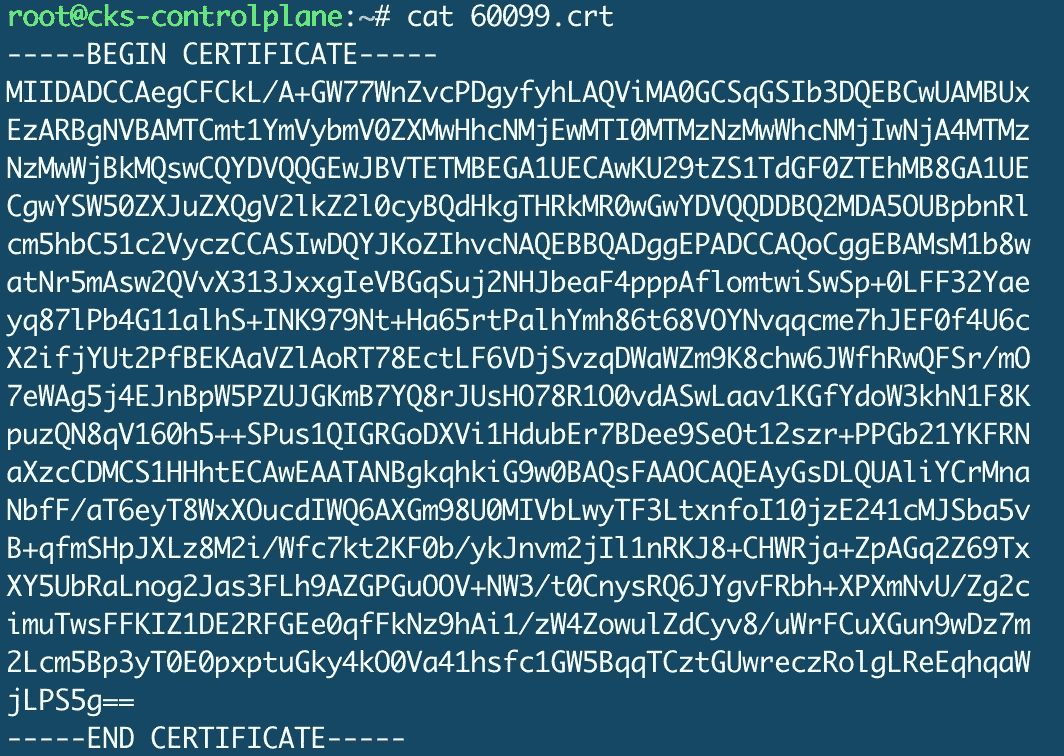 root@cks-controlplane:~# cat 60099.crt
-----BEGIN CERTIFICATE-----
MIIDADCCAegCFCkL/A+GW77WnZvcPDgyfyhLAQViMA0GCSqGSIb3DQEBCwUAMBUx
EzARBgNVBAMTCmt1YmVybmV0ZXMwHhcNMjEwMTI0MTMzNzMwWhcNMjIwNjA4MTMz
NzMwWjBkMQswCQYDVQQGEwJBVTETMBEGA1UECAwKU29tZS1TdGF0ZTEhMB8GA1UE
CgwYSW50ZXJuZXQgV2lkZ2l0cyBQdHkgTHRkMR0wGwYDVQQDDBQ2MDA5OUBpbnRl
cm5hbC51c2VyczCCASIwDQYJKoZIhvcNAQEBBQADggEPADCCAQoCggEBAMsM1b8w
atNr5mAsw2QVvX313JxxgIeVBGqSuj2NHJbeaF4pppAflomtwiSwSp+0LFF32Yae
yq87lPb4G11alhS+INK979Nt+Ha65rtPalhYmh86t68VOYNvqqcme7hJEF0f4U6c
X2ifjYUt2PfBEKAaVZlAoRT78EctLF6VDjSvzqDWaWZm9K8chw6JWfhRwQFSr/mO
7eWAg5j4EJnBpW5PZUJGKmB7YQ8rJUsHO78R1O0vdASwLaav1KGfYdoW3khN1F8K
puzQN8qV160h5++SPus1QIGRGoDXVi1HdubEr7BDee9SeOt12szr+PPGb21YKFRN
aXzcCDMCS1HHhtECAwEAATANBgkqhkiG9w0BAQsFAAOCAQEAyGsDLQUAliYCrMna
NbfF/aT6eyT8WxXOucdIWQ6AXGm98U0MIVbLwyTF3LtxnfoI10jzE241cMJSba5v
B+qfmSHpJXLz8M2i/Wfc7kt2KF0b/ykJnvm2jIl1nRKJ8+CHWRja+ZpAGq2Z69Tx
XY5UbRaLnog2Jas3FLh9AZGPGuOOV+NW3/t0CnysRQ6JYgvFRbh+XPXmNvU/Zg2c
imuTwsFFKIZ1DE2RFGEe0qfFkNz9hAi1/zW4ZowulZdCyv8/uWrFCuXGun9wDz7m
2Lcm5Bp3yT0E0pxptuGky4kO0Va41hsfc1GW5BqqTCztGUwreczRolgLReEqhqaW
jLPS5g==
-----END CERTIFICATE-----